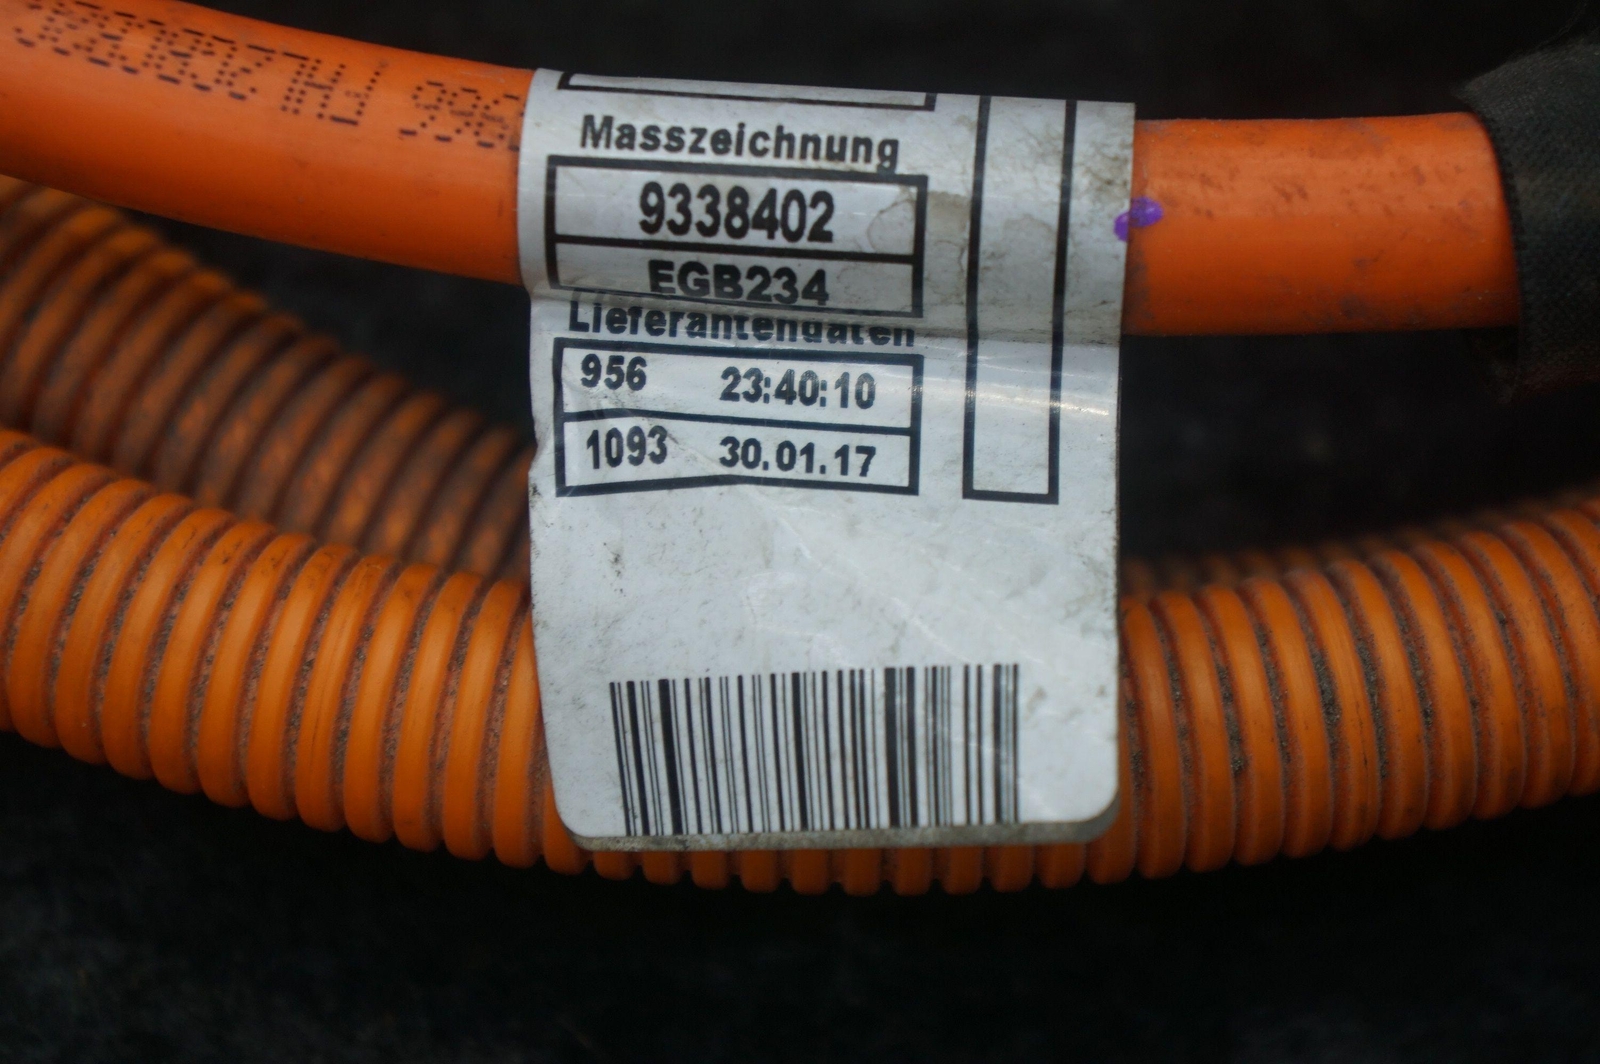 Masszeichnung
9338402
EGB234
Lieferantendaten
956 23:40:10
1093 30.01.17